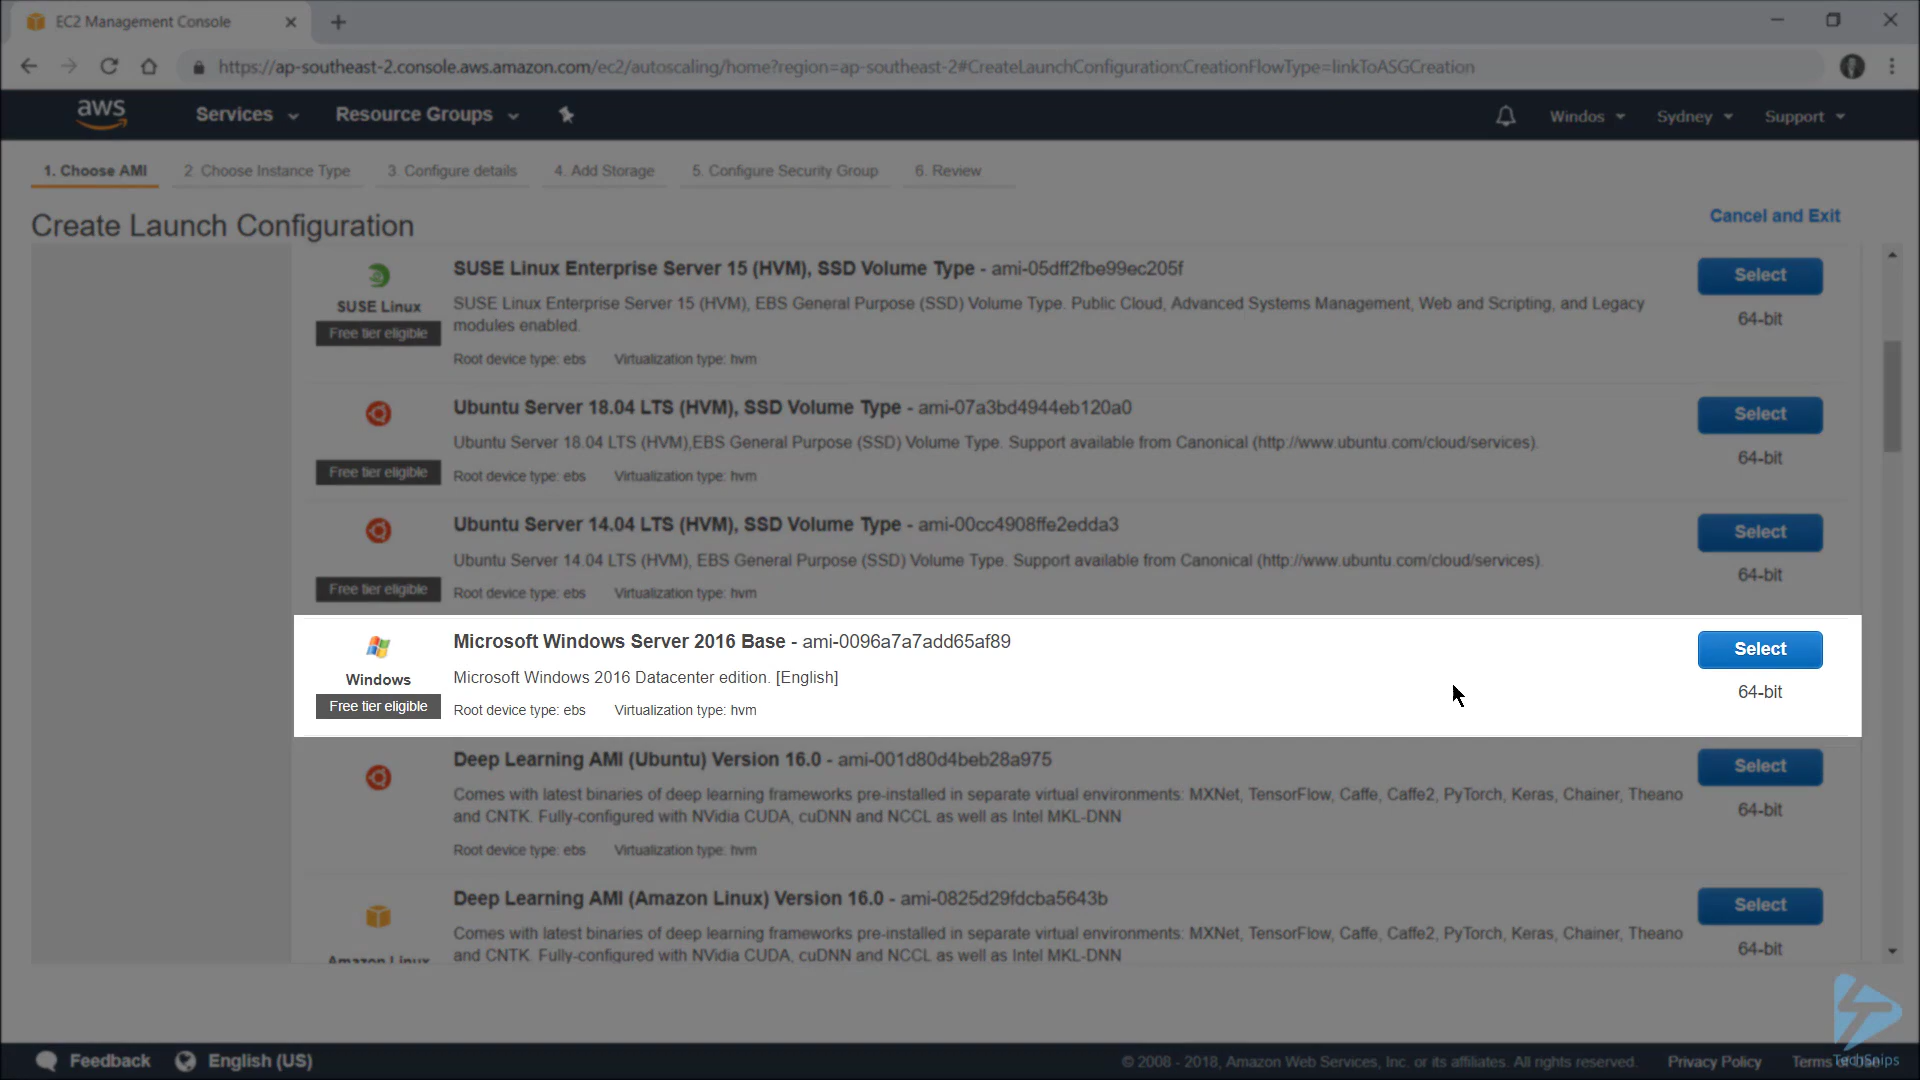 EC2 Management Console
https://ap-southeast-2.console.aws.amazon.com/ec2/autoscaling/home?region=ap-southeast-2#CreateLaunchConfiguration:CreationFlowType=linkToASGCreation
aws Services Resource Groups Windos Sydney Support
1. Choose AMI 2. Choose Instance Type 3. Configure details 4. Add Storage 5. Configure Security Group 6. Review
Create Launch Configuration
Cancel and Exit
SUSE Linux Enterprise Server 15 (HVM), SSD Volume Type - ami-05dff2fbe99ec205f
Select
SUSE Linux
SUSE Linux Enterprise Server 15 (HVM), EBS General Purpose (SSD) Volume Type. Public Cloud, Advanced Systems Management, Web and Scripting, and Legacy
modules enabled.
64-bit
Free tier eligible
Root device type: ebs Virtualization type: hvm
Ubuntu Server 18.04 LTS (HVM), SSD Volume Type - ami-07a3bd4944eb120a0
Select
Ubuntu Server 18.04 LTS (HVM),EBS General Purpose (SSD) Volume Type. Support available from Canonical (http://www.ubuntu.com/cloud/services).
64-bit
Free tier eligible
Root device type: ebs Virtualization type: hvm
Ubuntu Server 14.04 LTS (HVM), SSD Volume Type - ami-00cc4908ffe2edda3
Select
Ubuntu Server 14.04 LTS (HVM), EBS General Purpose (SSD) Volume Type. Support available from Canonical (http://www.ubuntu.com/cloud/services).
64-bit
Free tier eligible
Root device type: ebs Virtualization type: hvm
Microsoft Windows Server 2016 Base - ami-0096a7a7add65af89
Select
Windows
Microsoft Windows 2016 Datacenter edition. [English]
64-bit
Free tier eligible
Root device type: ebs Virtualization type: hvm
Deep Learning AMI (Ubuntu) Version 16.0 - ami-001d80d4beb28a975
Select
Comes with latest binaries of deep learning frameworks pre-installed in separate virtual environments: MXNet, TensorFlow, Caffe, Caffe2, PyTorch, Keras, Chainer, Theano
and CNTK. Fully-configured with NVidia CUDA, cuDNN and NCCL as well as Intel MKL-DNN
64-bit
Root device type: ebs Virtualization type: hvm
Deep Learning AMI (Amazon Linux) Version 16.0 - ami-0825d29fdcba5643b
Select
Comes with latest binaries of deep learning frameworks pre-installed in separate virtual environments: MXNet, TensorFlow, Caffe, Caffe2, PyTorch, Keras, Chainer, Theano
and CNTK. Fully-configured with NVidia CUDA, cuDNN and NCCL as well as Intel MKL-DNN
64-bit
Amazon Linux
Feedback English (US) © 2008 - 2018, Amazon Web Services, Inc. or its affiliates. All rights reserved. Privacy Policy Terms
TechSnips